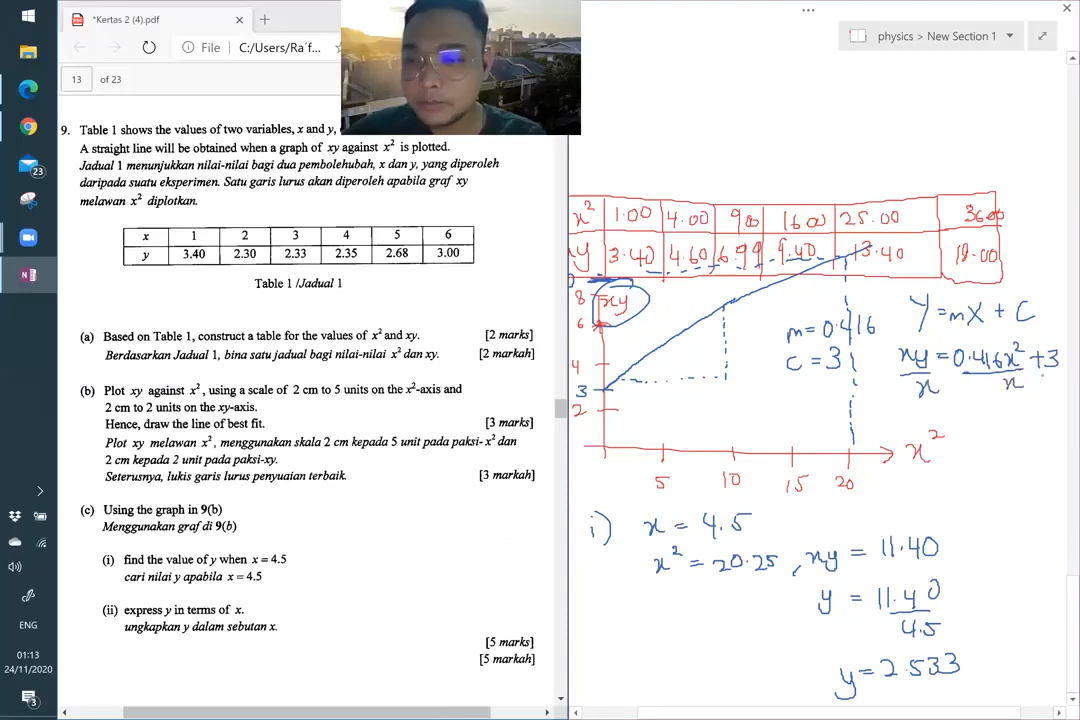 *Kertas 2 (4).pdf
File
C:/Users/Ra´f...
physics > New Section 1
13 of 23
9. Table 1 shows the values of two variables, x and y,
A straight line will be obtained when a graph of xy against x² is plotted.
Jadual 1 menunjukkan nilai-nilai bagi dua pembolehubah, x dan y, yang diperoleh
daripada suatu eksperimen. Satu garis lurus akan diperoleh apabila graf xy
melawan x² diplotkan.
x 1 2 3 4 5 6
y 3.40 2.30 2.33 2.35 2.68 3.00
Table 1 /Jadual 1
(a) Based on Table 1, construct a table for the values of x² and xy. [2 marks]
Berdasarkan Jadual 1, bina satu jadual bagi nilai-nilai x² dan xy. [2 markah]
(b) Plot xy against x², using a scale of 2 cm to 5 units on the x²-axis and
2 cm to 2 units on the xy-axis.
Hence, draw the line of best fit. [3 marks]
Plot xy melawan x², menggunakan skala 2 cm kepada 5 unit pada paksi- x² dan
2 cm kepada 2 unit pada paksi-xy.
Seterusnya, lukis garis lurus penyuaian terbaik. [3 markah]
(c) Using the graph in 9(b)
Menggunakan graf di 9(b)
(i) find the value of y when x = 4.5
cari nilai y apabila x = 4.5
(ii) express y in terms of x.
ungkapkan y dalam sebutan x.
[5 marks]
[5 markah]
x² 1.00 4.00 9.00 16.00 25.00 36.00
y 3.40 4.60 6.99 9.40 13.40 18.00
8
xy
6
4
3
2
5 10 15 20
x²
m = 0.416
c = 3
Y = mX + C
xy = 0.416x² + 3
x x
i) x = 4.5
x² = 20.25, xy = 11.40
y = 11.40
4.5
y = 2.533
23
ENG
01:13
24/11/2020
3